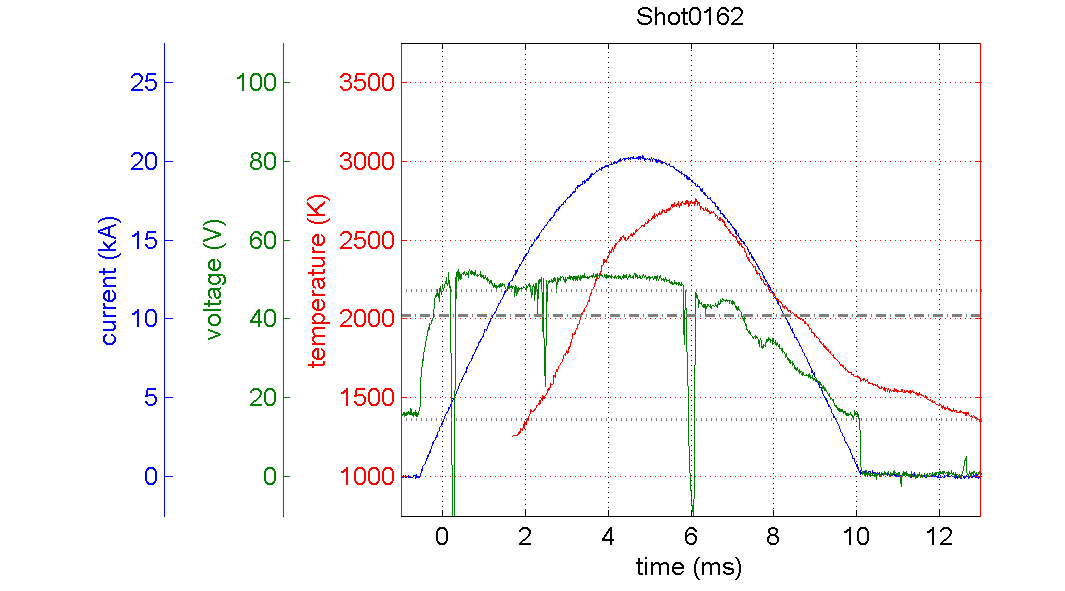 Shot0162
25 100 3500
20 80 3000
15 60 2500
10 40 2000
5 20 1500
0 0 1000
current (kA)
voltage (V)
temperature (K)
0 2 4 6 8 10 12
time (ms)